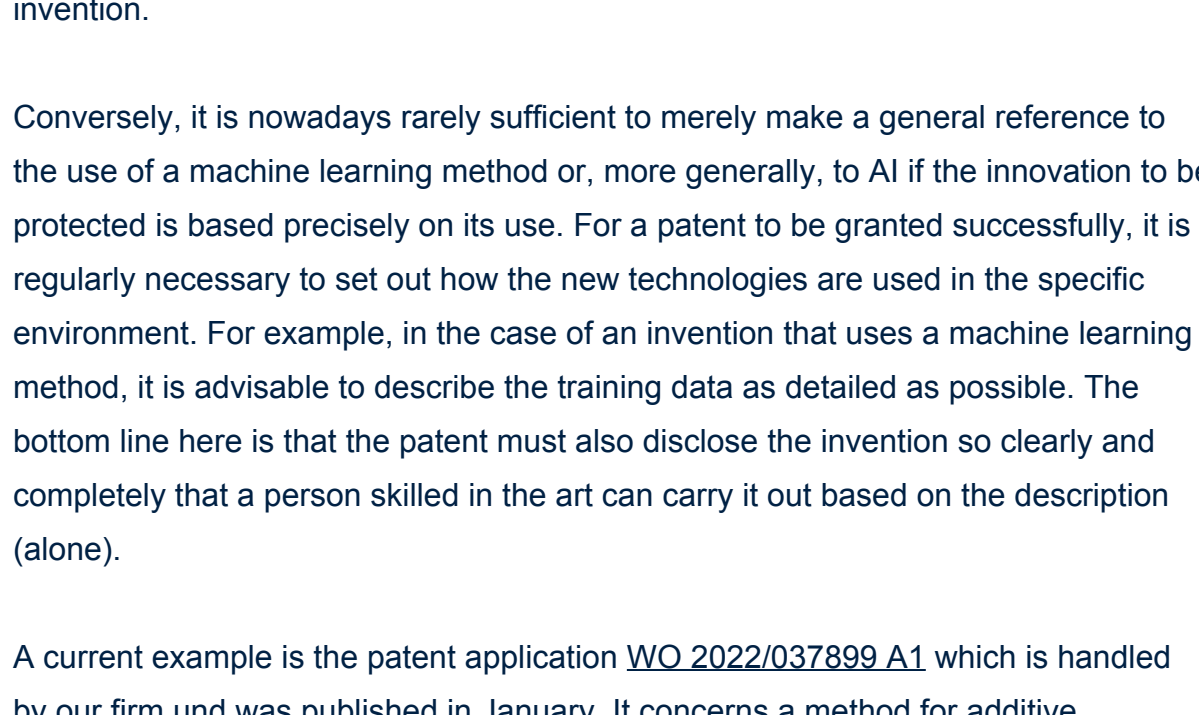 invention.
Conversely, it is nowadays rarely sufficient to merely make a general reference to
the use of a machine learning method or, more generally, to AI if the innovation to be
protected is based precisely on its use. For a patent to be granted successfully, it is
regularly necessary to set out how the new technologies are used in the specific
environment. For example, in the case of an invention that uses a machine learning
method, it is advisable to describe the training data as detailed as possible. The
bottom line here is that the patent must also disclose the invention so clearly and
completely that a person skilled in the art can carry it out based on the description
(alone).
A current example is the patent application WO 2022/037899 A1 which is handled
by our firm und was published in January. It concerns a method for additive